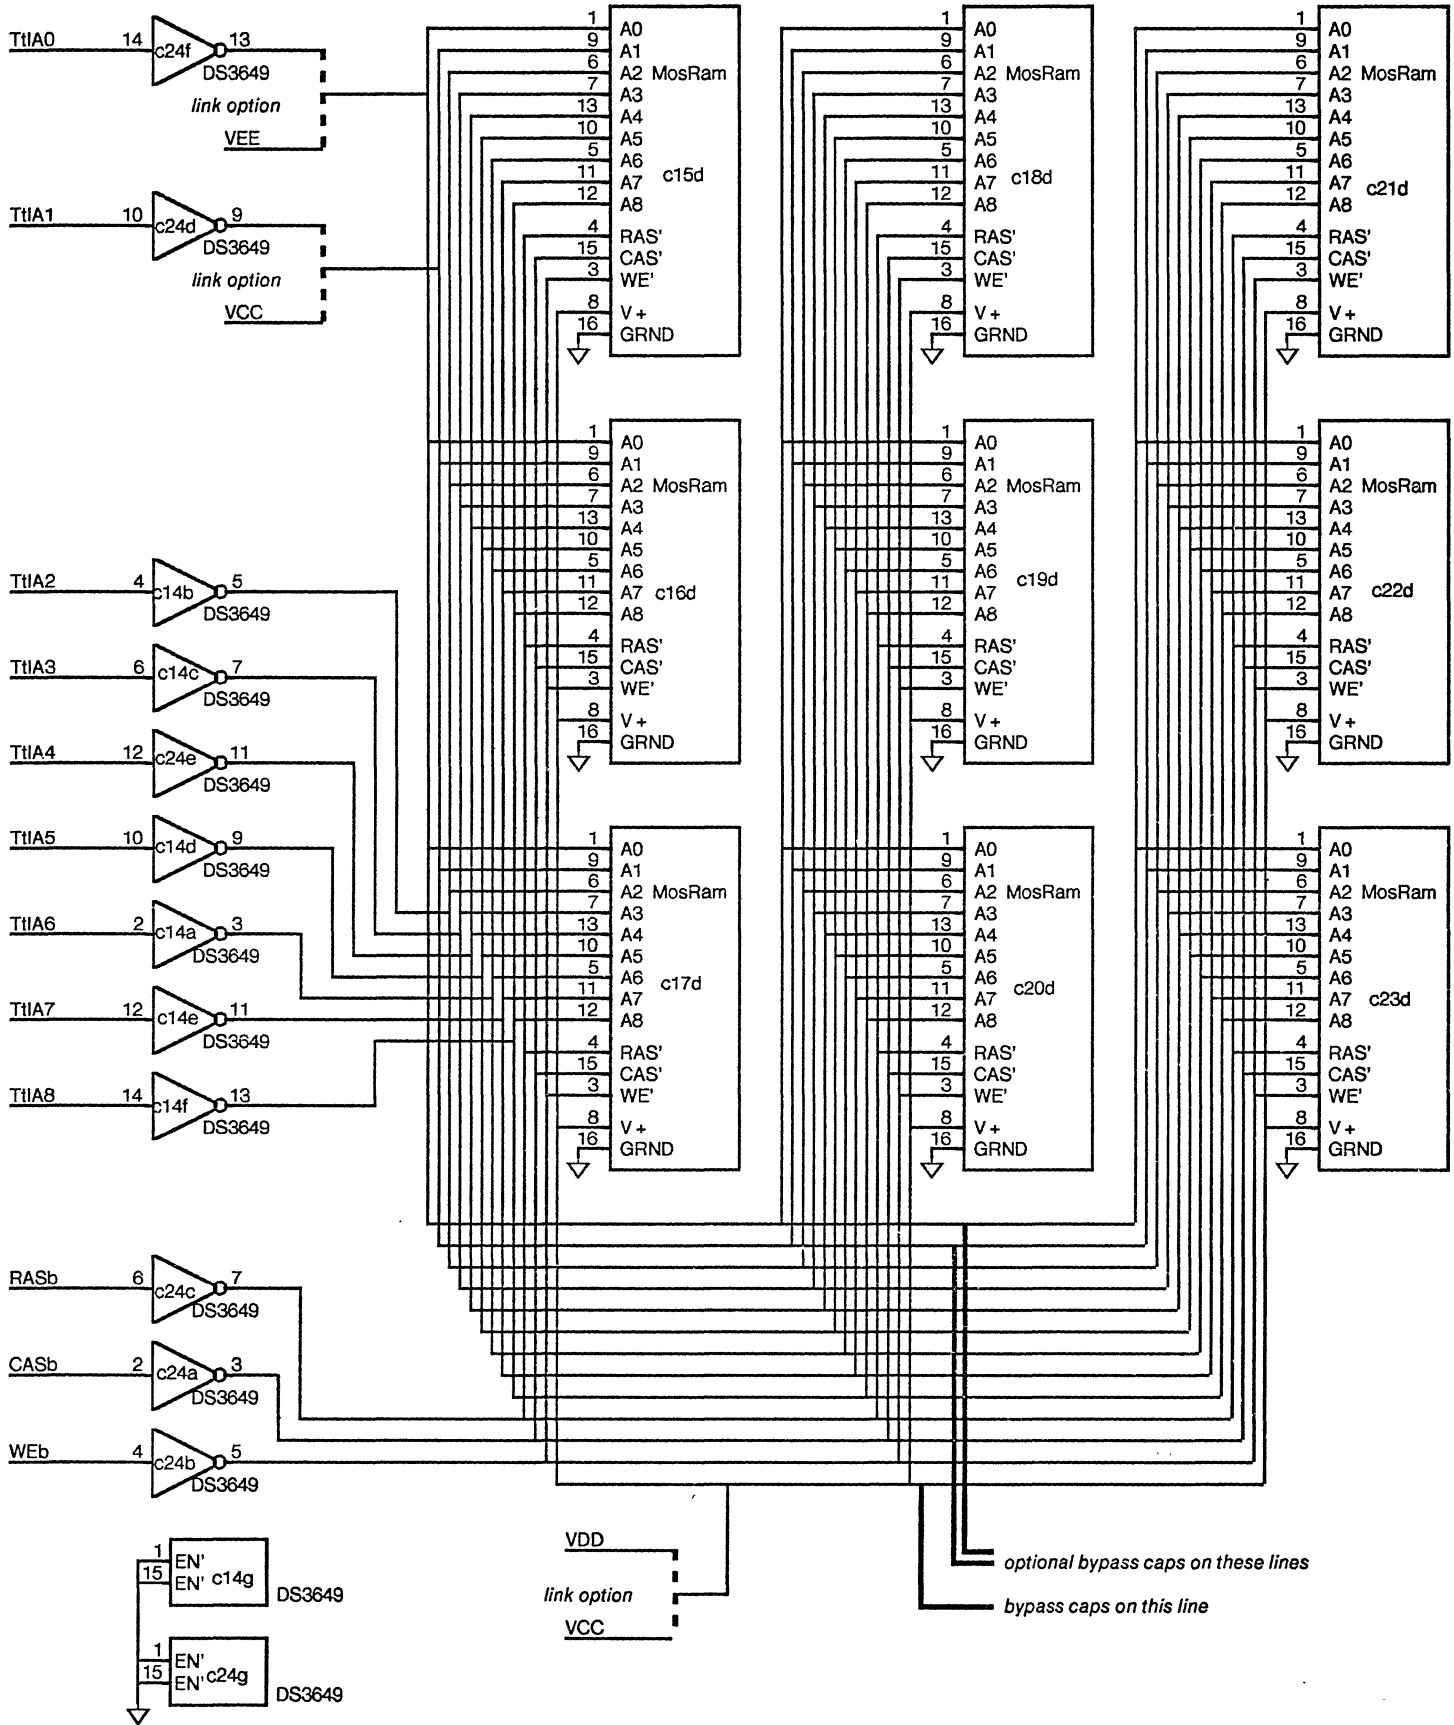 TtlA0 14 c24f 13
DS3649
link option
VEE
TtlA1 10 c24d 9
DS3649
link option
VCC
TtlA2 4 c14b 5
DS3649
TtlA3 6 c14c 7
DS3649
TtlA4 12 c24e 11
DS3649
TtlA5 10 c14d 9
DS3649
TtlA6 2 c14a 3
DS3649
TtlA7 12 c14e 11
DS3649
TtlA8 14 c14f 13
DS3649
RASb 6 c24c 7
DS3649
CASb 2 c24a 3
DS3649
WEb 4 c24b 5
DS3649
1 EN'
15 EN' c14g
DS3649
1 EN'
15 EN' c24g
DS3649
1 A0
9 A1
6 A2 MosRam
7 A3
13 A4
10 A5
5 A6
11 A7 c15d
12 A8
4 RAS'
15 CAS'
3 WE'
8 V+
16 GRND
1 A0
9 A1
6 A2 MosRam
7 A3
13 A4
10 A5
5 A6
11 A7 c16d
12 A8
4 RAS'
15 CAS'
3 WE'
8 V+
16 GRND
1 A0
9 A1
6 A2 MosRam
7 A3
13 A4
10 A5
5 A6 c17d
11 A7
12 A8
4 RAS'
15 CAS'
3 WE'
8 V+
16 GRND
1 A0
9 A1
6 A2 MosRam
7 A3
13 A4
10 A5
5 A6
11 A7 c18d
12 A8
4 RAS'
15 CAS'
3 WE'
8 V+
16 GRND
1 A0
9 A1
6 A2 MosRam
7 A3
13 A4
10 A5
5 A6 c19d
11 A7
12 A8
4 RAS'
15 CAS'
3 WE'
8 V+
16 GRND
1 A0
9 A1
6 A2 MosRam
7 A3
13 A4
10 A5
5 A6
11 A7 c20d
12 A8
4 RAS'
15 CAS'
3 WE'
8 V+
16 GRND
1 A0
9 A1
6 A2 MosRam
7 A3
13 A4
10 A5
5 A6
11 A7 c21d
12 A8
4 RAS'
15 CAS'
3 WE'
8 V+
16 GRND
1 A0
9 A1
6 A2 MosRam
7 A3
13 A4
10 A5
5 A6
11 A7 c22d
12 A8
4 RAS'
15 CAS'
3 WE'
8 V+
16 GRND
1 A0
9 A1
6 A2 MosRam
7 A3
13 A4
10 A5
5 A6
11 A7 c23d
12 A8
4 RAS'
15 CAS'
3 WE'
8 V+
16 GRND
VDD
link option
VCC
optional bypass caps on these lines
bypass caps on this line